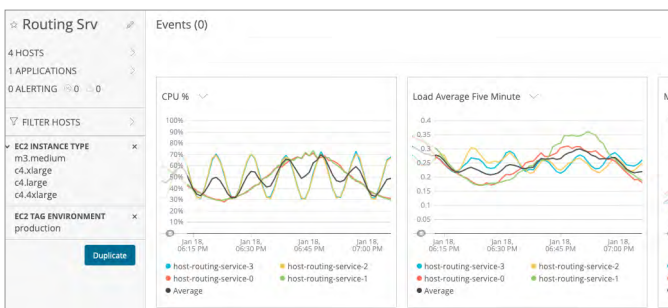 Routing Srv
4 HOSTS
1 APPLICATIONS
0 ALERTING 0 0
FILTER HOSTS
EC2 INSTANCE TYPE ×
m3.medium
c4.xlarge
c4.large
c4.4xlarge
EC2 TAG ENVIRONMENT ×
production
Duplicate
Events (0)
CPU %
100%
90%
80%
70%
60%
50%
40%
30%
20%
10%
0
Jan 18, 06:15 PM
Jan 18, 06:30 PM
Jan 18, 06:45 PM
Jan 18, 07:00 PM
host-routing-service-3
host-routing-service-2
host-routing-service-0
host-routing-service-1
Average
Load Average Five Minute
0.4
0.35
0.3
0.25
0.2
0.15
0.1
0.05
0
Jan 18, 06:15 PM
Jan 18, 06:30 PM
Jan 18, 06:45 PM
Jan 18, 07:00 PM
host-routing-service-3
host-routing-service-2
host-routing-service-0
host-routing-service-1
Average